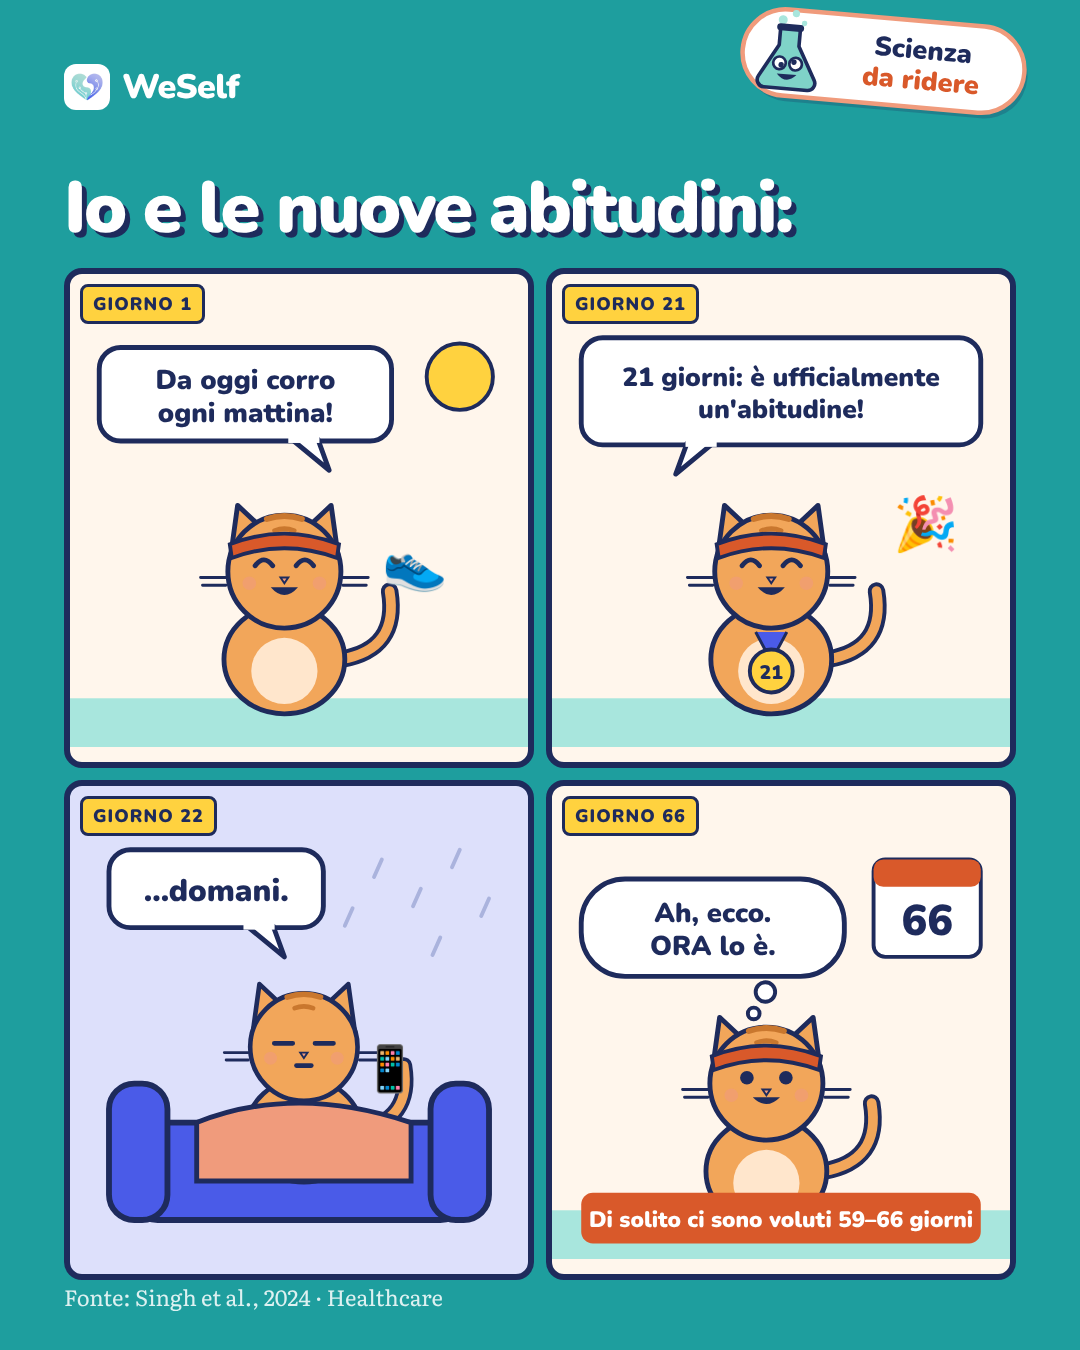 WeSelf
Scienza
da ridere
Io e le nuove abitudini:
GIORNO 1
Da oggi corro
ogni mattina!
GIORNO 21
21 giorni: è ufficialmente
un'abitudine!
21
GIORNO 22
...domani.
GIORNO 66
Ah, ecco.
ORA lo è.
66
Di solito ci sono voluti 59–66 giorni
Fonte: Singh et al., 2024 · Healthcare